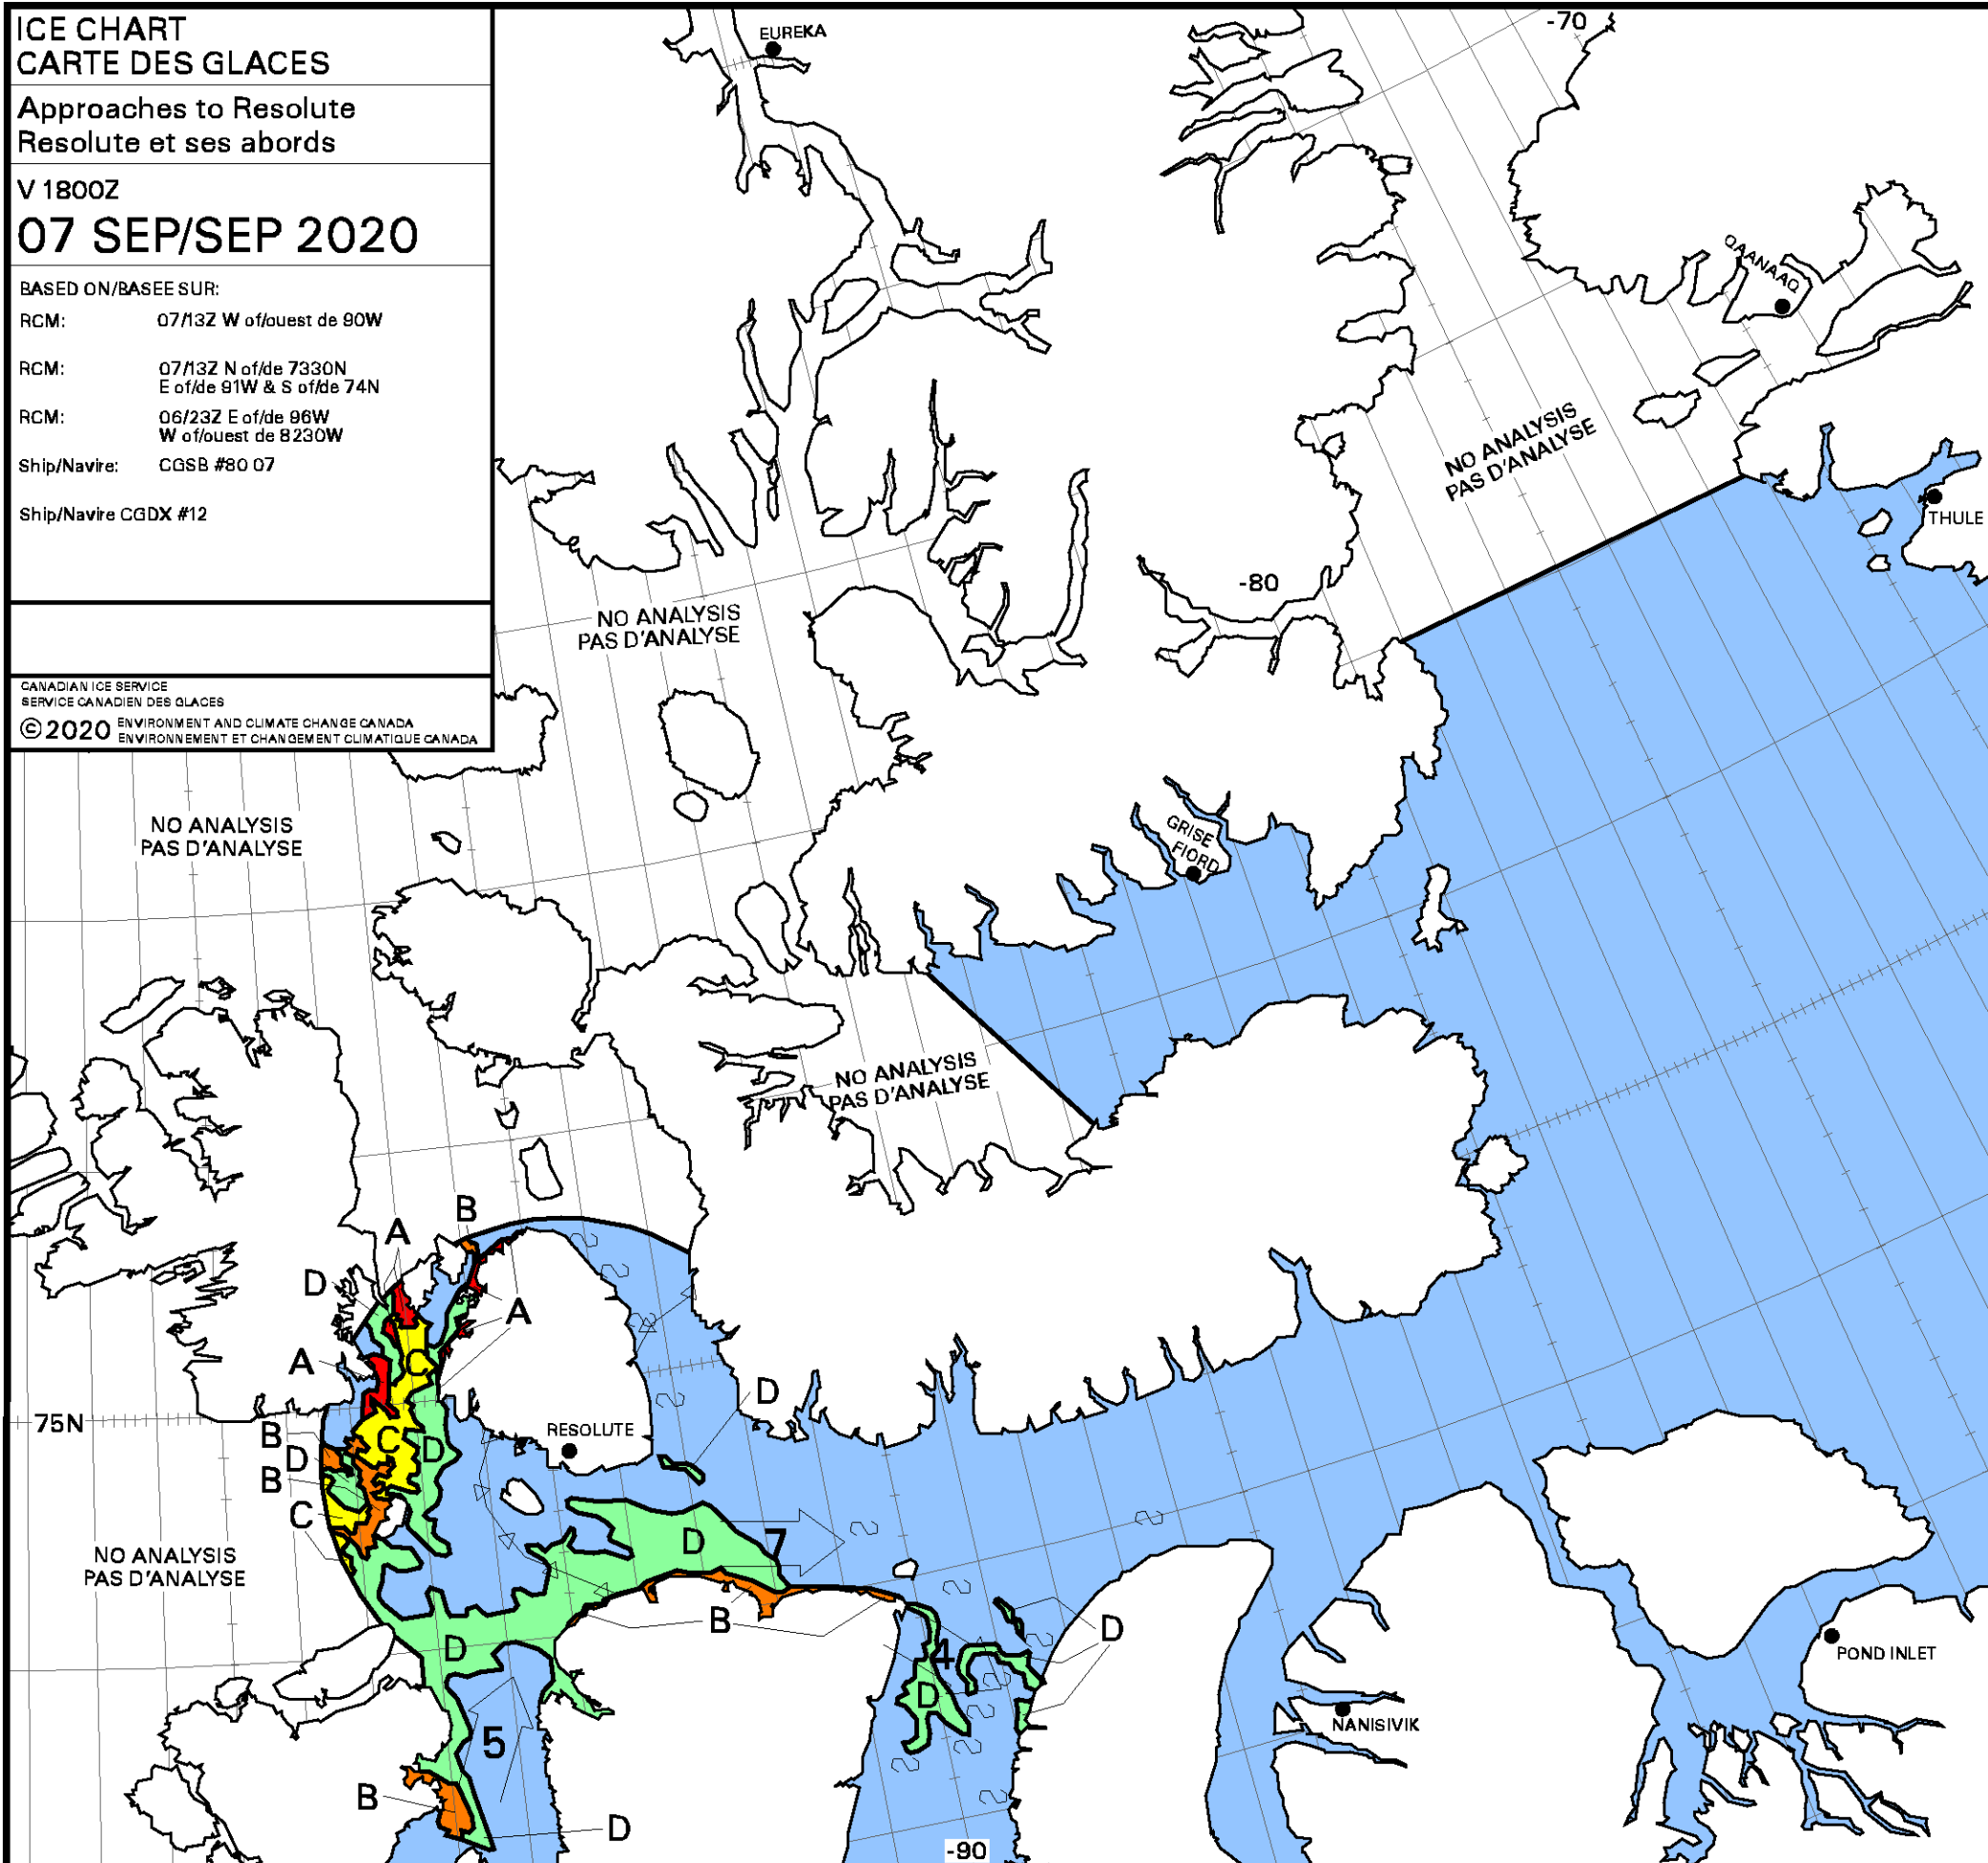 ICE CHART
CARTE DES GLACES
Approaches to Resolute
Resolute et ses abords
V 1800Z
07 SEP/SEP 2020
BASED ON/BASEE SUR:
RCM: 07/13Z W of/ouest de 90W
RCM: 07/13Z N of/de 7330N
E of/de 91W & S of/de 74N
RCM: 06/23Z E of/de 96W
W of/ouest de 8230W
Ship/Navire: CGSB #80 07
Ship/Navire CGDX #12
CANADIAN ICE SERVICE
SERVICE CANADIEN DES GLACES
© 2020 ENVIRONMENT AND CLIMATE CHANGE CANADA
ENVIRONNEMENT ET CHANGEMENT CLIMATIQUE CANADA
EUREKA
-70
QAANAAQ
NO ANALYSIS
PAS D'ANALYSE
THULE
-80
NO ANALYSIS
PAS D'ANALYSE
NO ANALYSIS
PAS D'ANALYSE
GRISE
FIORD
NO ANALYSIS
PAS D'ANALYSE
B
A
D
A
A
C
D
75N
B
C
D
RESOLUTE
D
B
C
D
7
NO ANALYSIS
PAS D'ANALYSE
B
D
D
4
POND INLET
D
NANISIVIK
5
B
D
-90